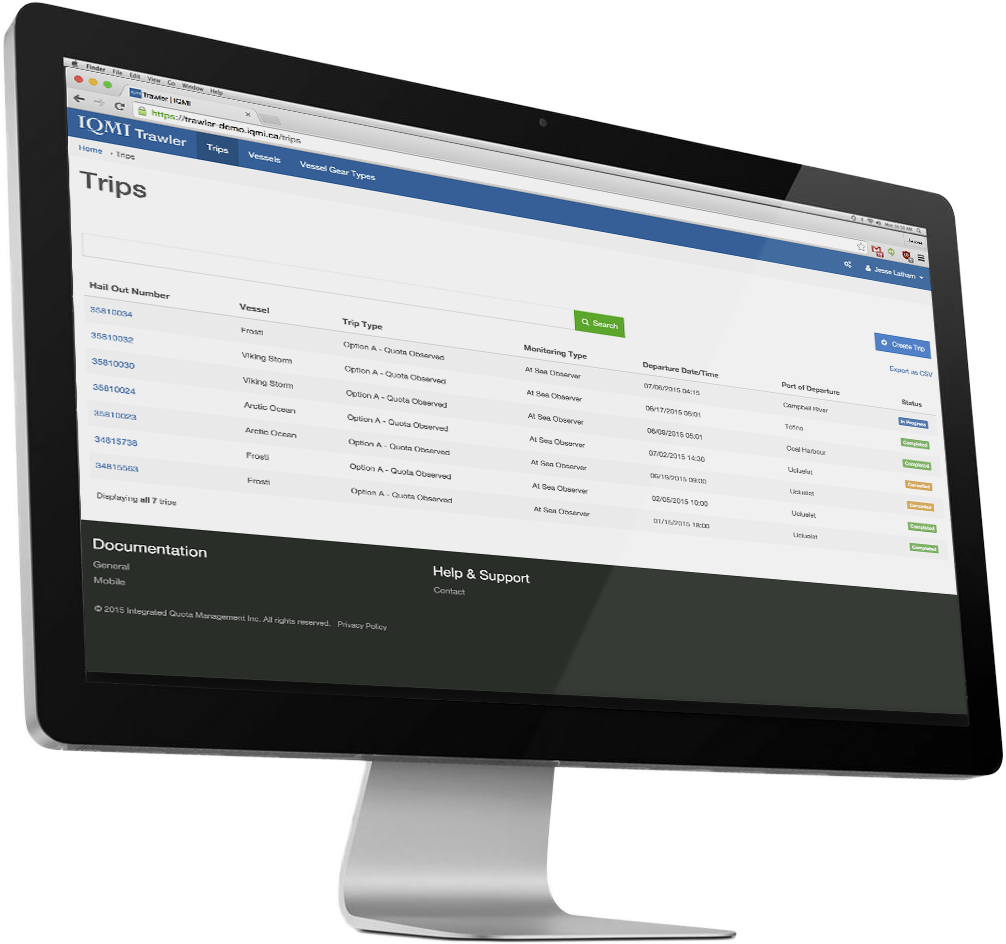 Finder File Edit View Go Window Help
Trawler | IQMI
https://trawler-demo.iqmi.ca/trips
IQMI Trawler Trips Vessels Vessel Gear Types Jesse Latham
Home Trips
Trips
Search
Create Trip
Export as CSV
Hail Out Number Vessel Trip Type Monitoring Type Departure Date/Time Port of Departure Status
35810034 Frosti Option A - Quota Observed At Sea Observer 07/06/2015 04:15 Campbell River In Progress
35810032 Viking Storm Option A - Quota Observed At Sea Observer 06/17/2015 05:01 Tofino Completed
35810030 Viking Storm Option A - Quota Observed At Sea Observer 06/09/2015 05:01 Coal Harbour Completed
35810024 Arctic Ocean Option A - Quota Observed At Sea Observer 07/02/2015 14:30 Ucluelet Cancelled
35810023 Arctic Ocean Option A - Quota Observed At Sea Observer 06/19/2015 09:00 Ucluelet Cancelled
34815738 Frosti Option A - Quota Observed At Sea Observer 02/05/2015 10:00 Ucluelet Completed
34815563 Frosti Option A - Quota Observed At Sea Observer 01/15/2015 18:00 Ucluelet Completed
Displaying all 7 trips
Documentation
General
Mobile
Help & Support
Contact
© 2015 Integrated Quota Management Inc. All rights reserved. Privacy Policy